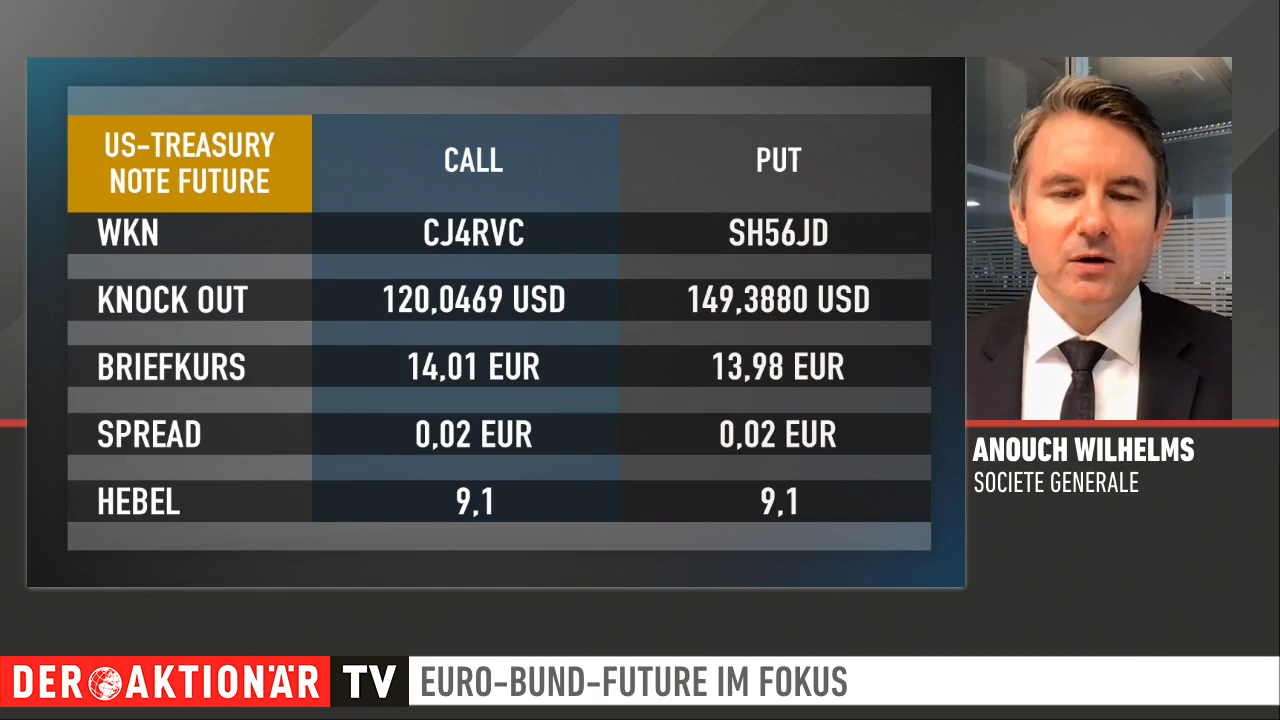 US-TREASURY
NOTE FUTURE
CALL
PUT
WKN
CJ4RVC
SH56JD
KNOCK OUT
120,0469 USD
149,3880 USD
BRIEFKURS
14,01 EUR
13,98 EUR
SPREAD
0,02 EUR
0,02 EUR
HEBEL
9,1
9,1
ANOUCH WILHELMS
SOCIETE GENERALE
DER AKTIONÄR TV
EURO-BUND-FUTURE IM FOKUS